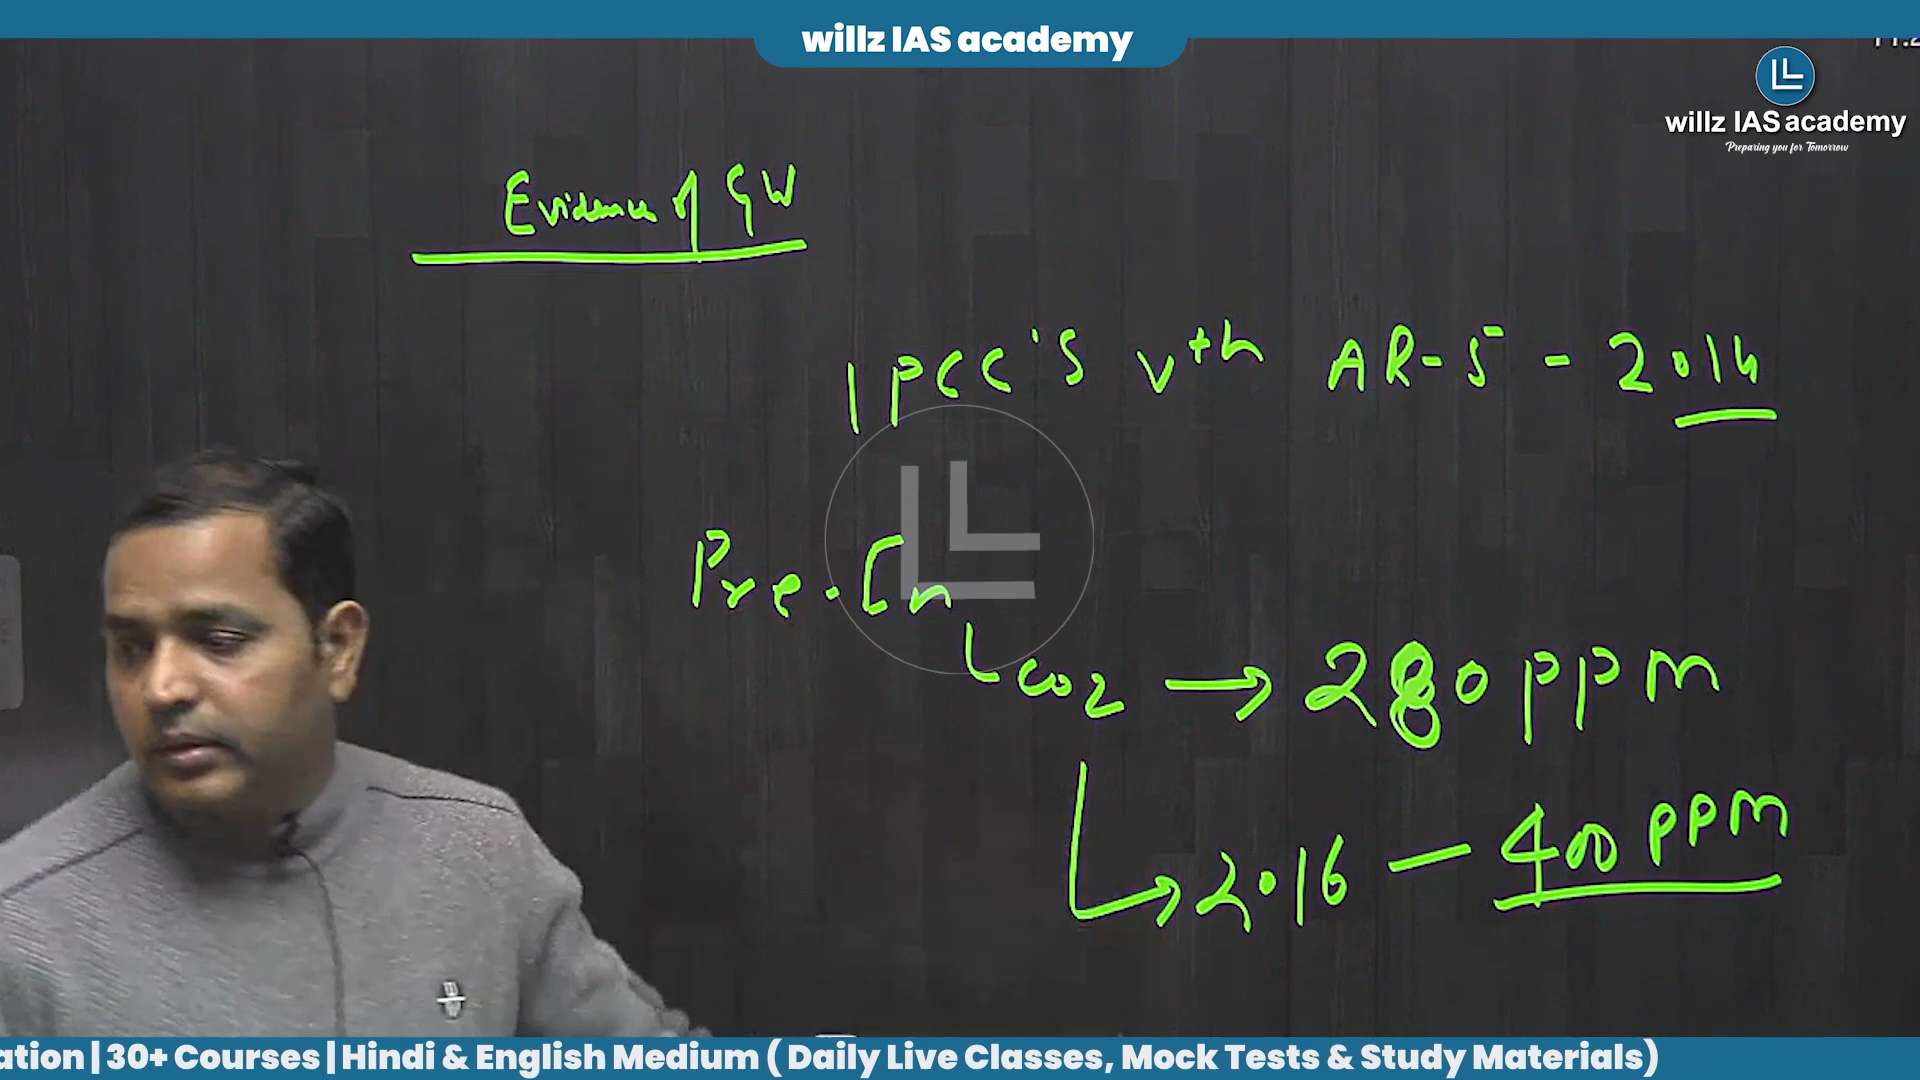 willz IAS academy
willz IAS academy
Preparing you for Tomorrow
Evidence of GW
IPCC'S Vth AR-5 - 2014
Pre-In
CO2 → 280 ppm
2016 - 400 ppm
ation | 30+ Courses | Hindi & English Medium ( Daily Live Classes, Mock Tests & Study Materials)